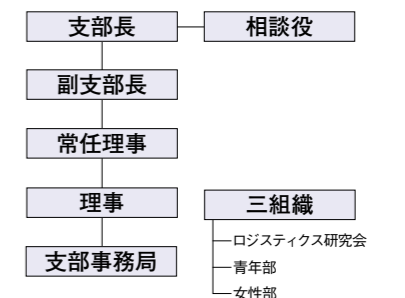 支部長
相談役
副支部長
常任理事
理事
三組織
支部事務局
ロジスティクス研究会
青年部
女性部